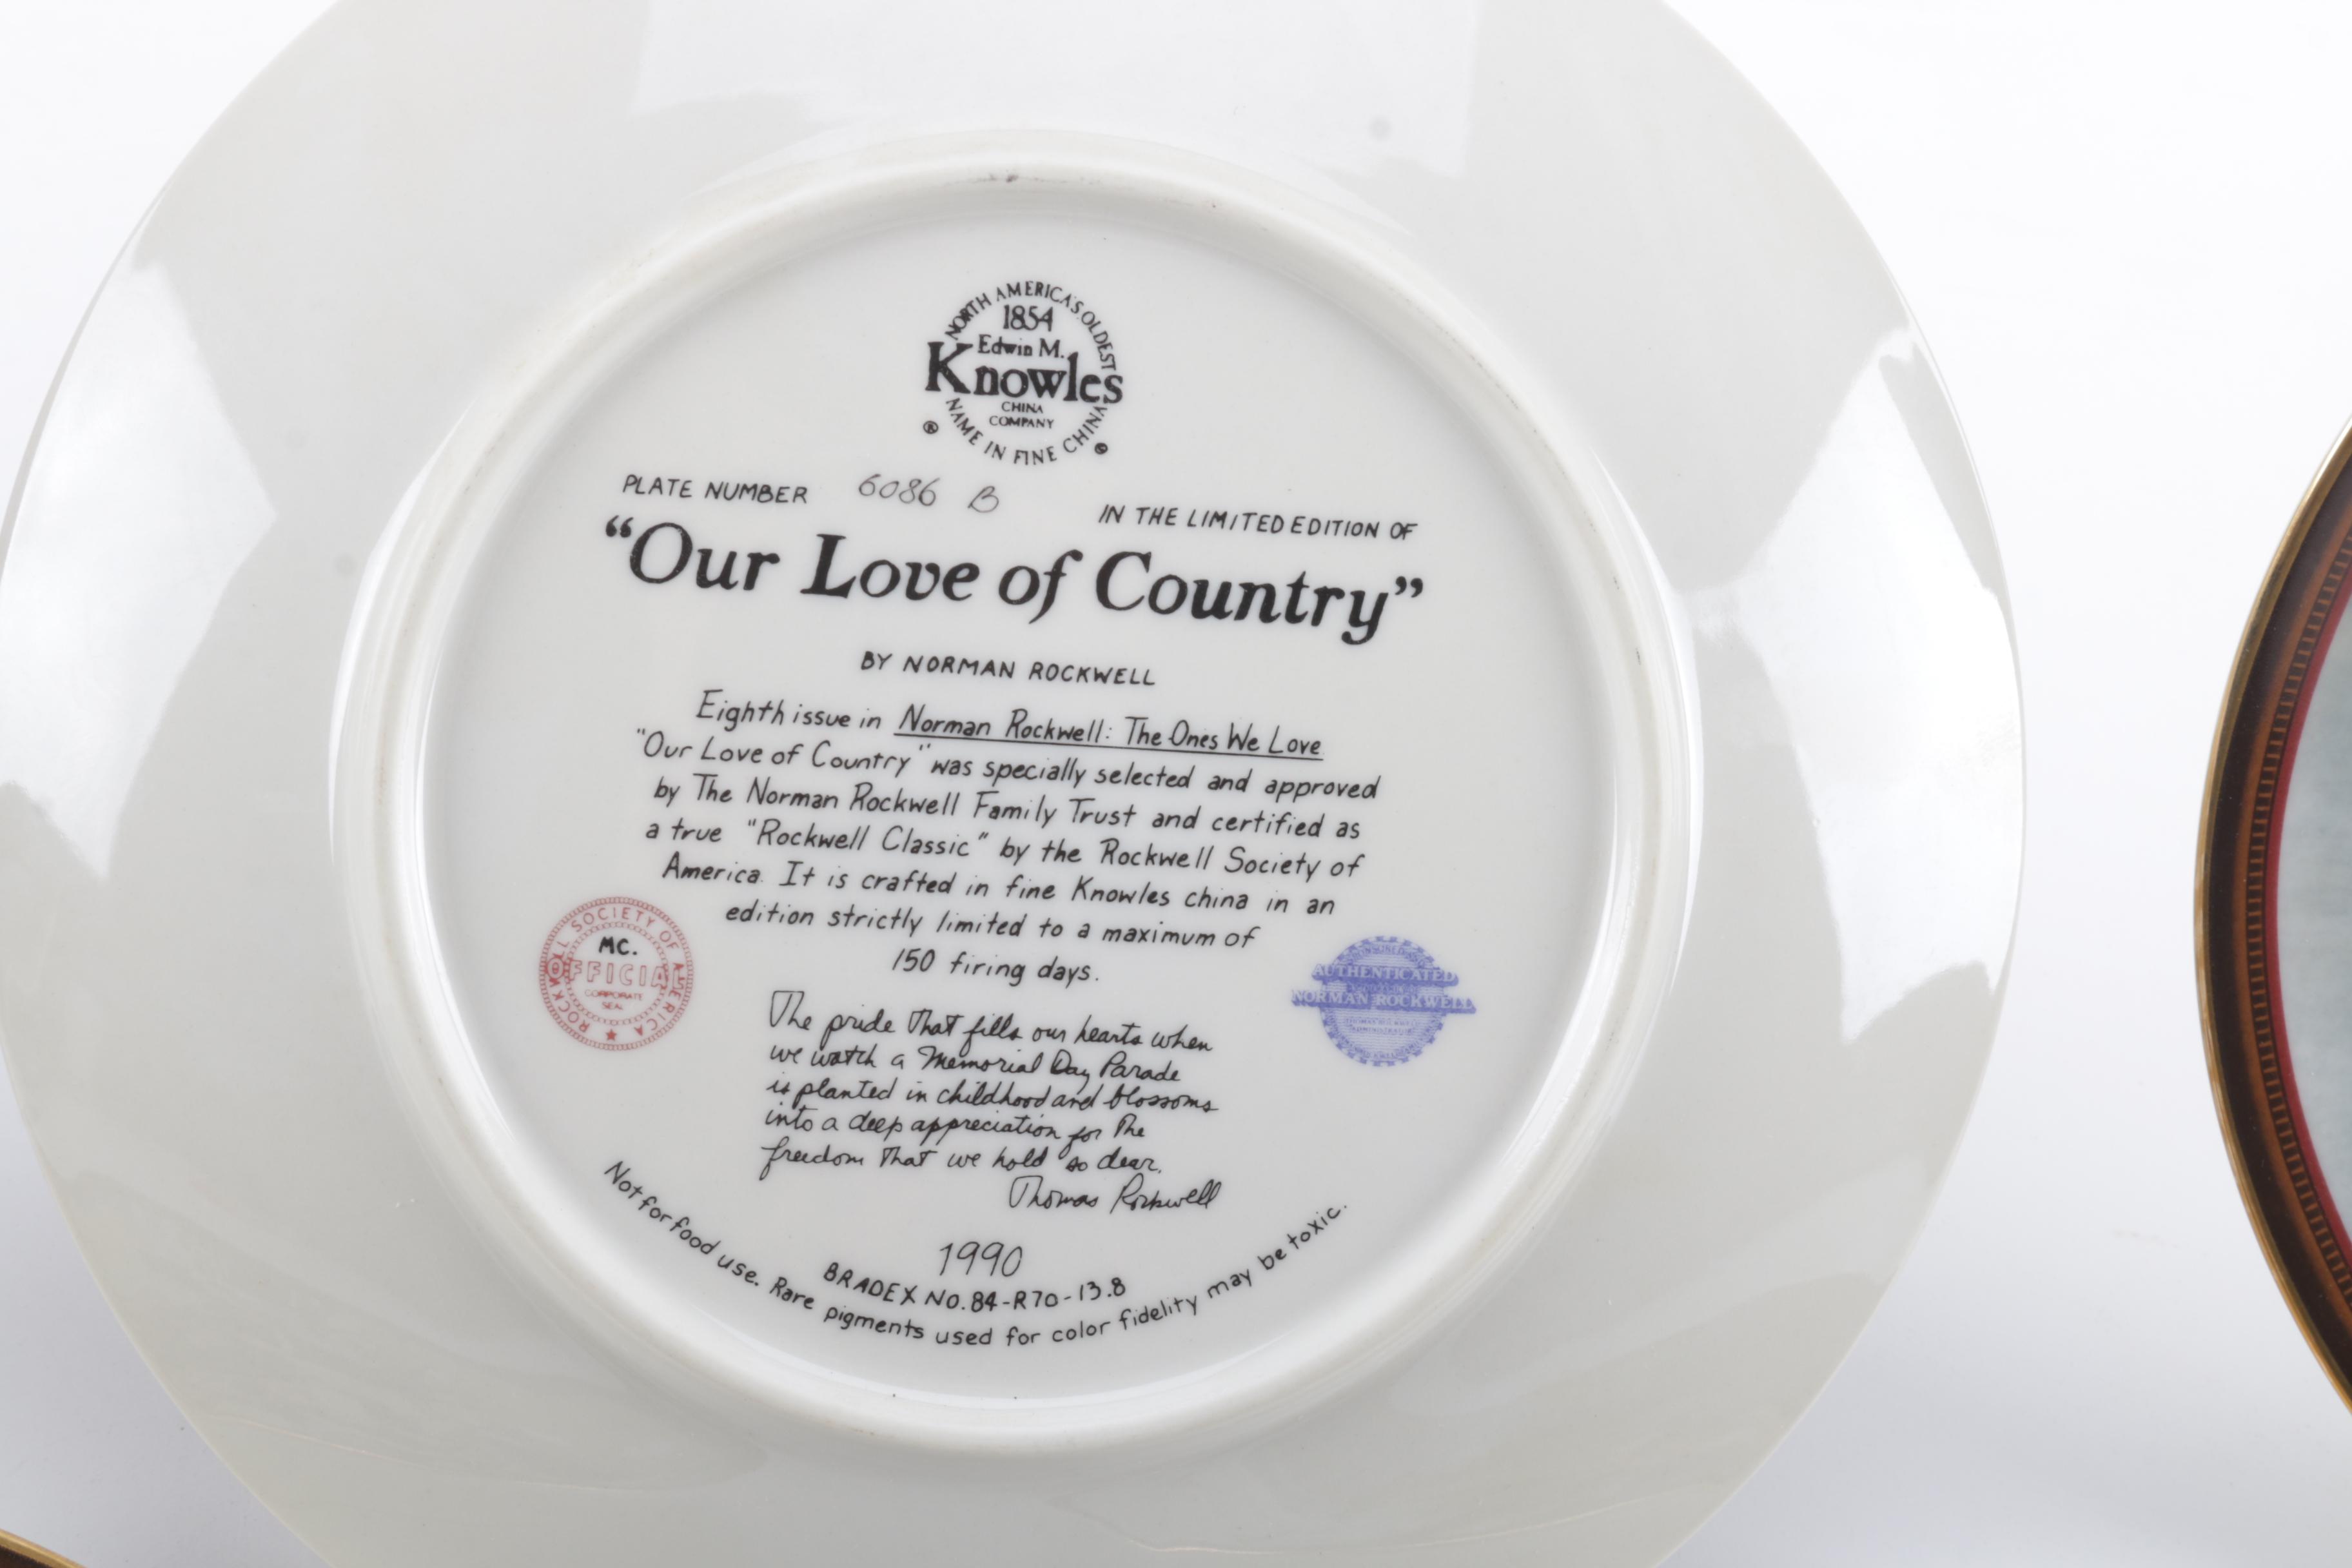 NORTH AMERICA'S OLDEST
1854
Edwin M.
Knowles
CHINA
COMPANY
NAME IN FINE CHINA
®
PLATE NUMBER 6086 B IN THE LIMITED EDITION OF
“Our Love of Country”
BY NORMAN ROCKWELL
Eighth issue in Norman Rockwell: The Ones We Love
"Our Love of Country" was specially selected and approved
by The Norman Rockwell Family Trust and certified as
a true "Rockwell Classic" by the Rockwell Society of
America. It is crafted in fine Knowles china in an
edition strictly limited to a maximum of
150 firing days.
ROCKWELL SOCIETY OF AMERICA
MC.
OFFICIAL
CORPORATE
SEAL
AUTHENTICATED
NORMAN ROCKWELL
The pride that fills our hearts when
we watch a Memorial Day Parade
is planted in childhood and blossoms
into a deep appreciation for the
freedom that we hold so dear.
Thomas Rockwell
1990
BRADEX NO. 84-R70-13.8
Not for food use. Rare pigments used for color fidelity may be toxic.